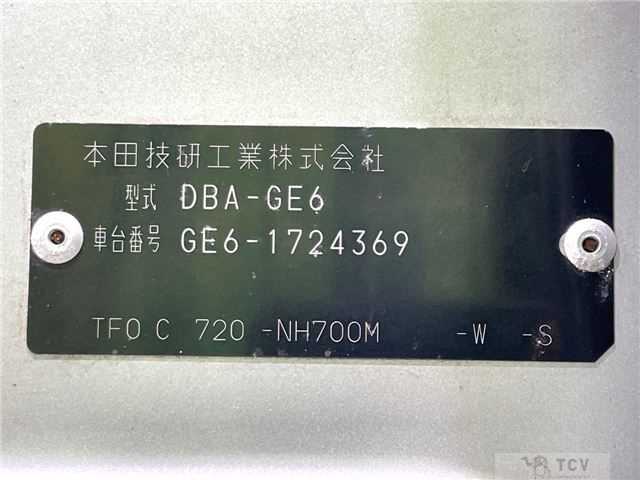 本田技研工業株式会社
型式 DBA-GE6
車台番号 GE6-1724369
TF0 C 720 -NH700M -W -S
TCV